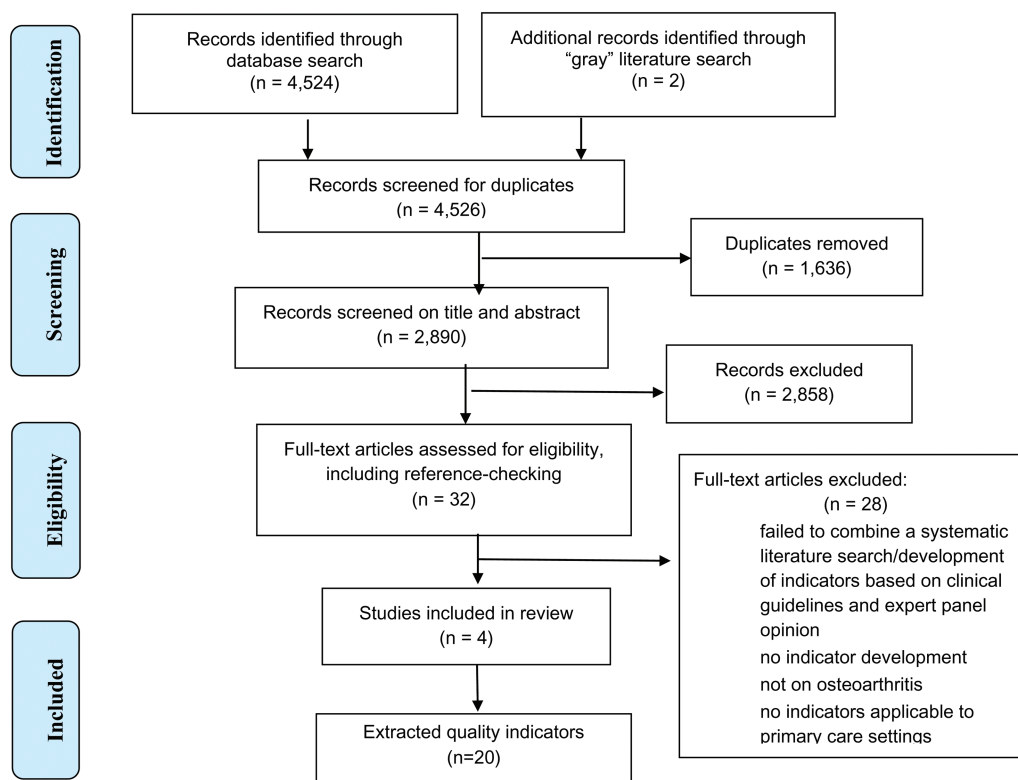 Identification
Records identified through
database search
(n = 4,524)
Additional records identified through
“gray” literature search
(n = 2)
Records screened for duplicates
(n = 4,526)
Screening
Duplicates removed
(n = 1,636)
Records screened on title and abstract
(n = 2,890)
Records excluded
(n = 2,858)
Eligibility
Full-text articles assessed for eligibility,
including reference-checking
(n = 32)
Full-text articles excluded:
(n = 28)
failed to combine a systematic
literature search/development
of indicators based on clinical
guidelines and expert panel
opinion
no indicator development
not on osteoarthritis
no indicators applicable to
primary care settings
Included
Studies included in review
(n = 4)
Extracted quality indicators
(n=20)